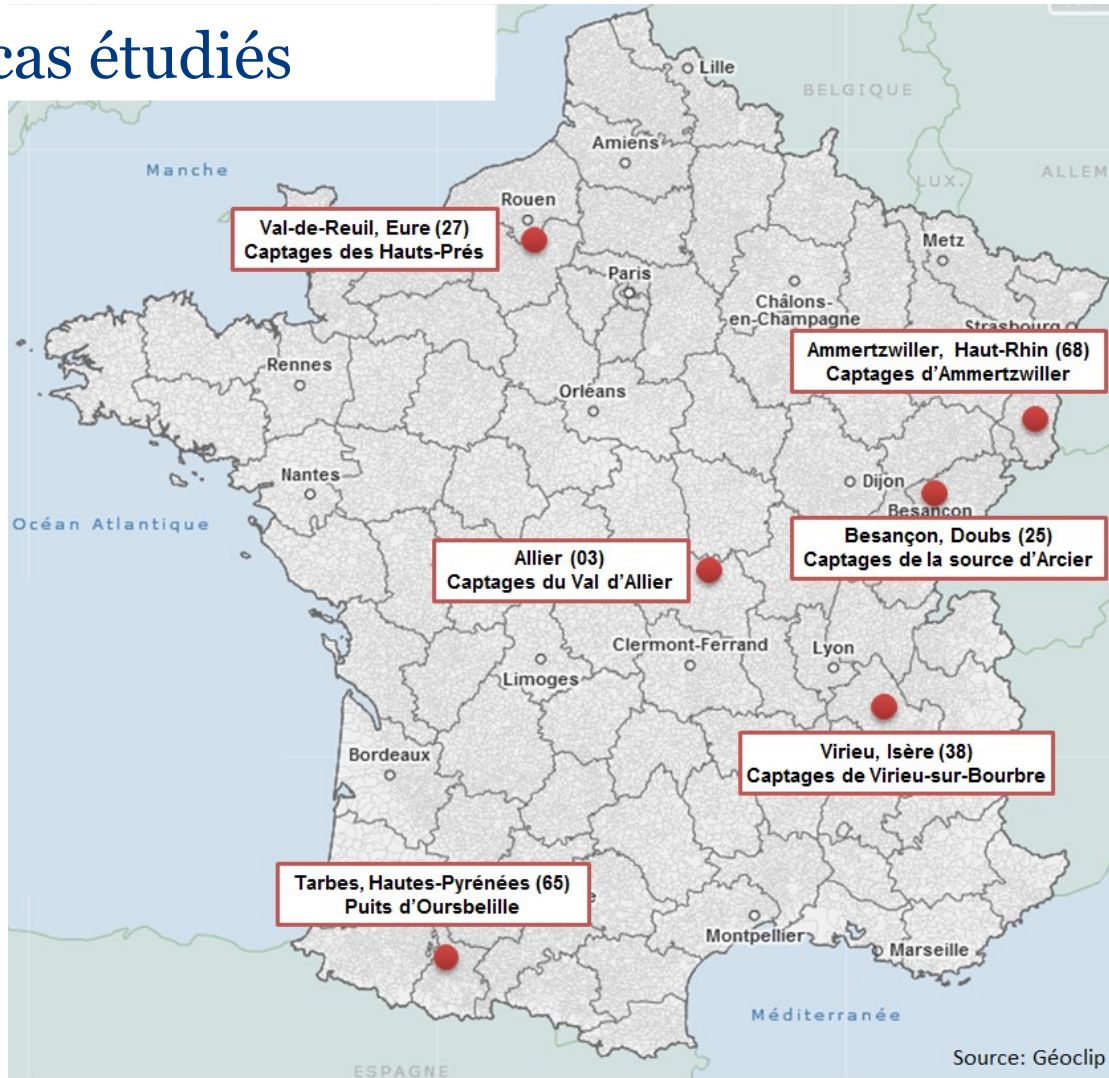 cas étudiés
Lille
BELGIQUE
Amiens
Manche
LUX.
ALLEM
Rouen
Val-de-Reuil, Eure (27)
Captages des Hauts-Prés
Metz
Paris
Châlons-
en-Champagne
Strasbourg
Ammertzwiller, Haut-Rhin (68)
Captages d'Ammertzwiller
Rennes
Orléans
Nantes
Dijon
Besançon
Océan Atlantique
Besançon, Doubs (25)
Captages de la source d'Arcier
Allier (03)
Captages du Val d'Allier
Clermont-Ferrand
Lyon
Limoges
Bordeaux
Virieu, Isère (38)
Captages de Virieu-sur-Bourbre
Tarbes, Hautes-Pyrénées (65)
Puits d'Oursbelille
e
Montpellier
Marseille
Méditerranée
Source: Géoclip
ESPAGNE